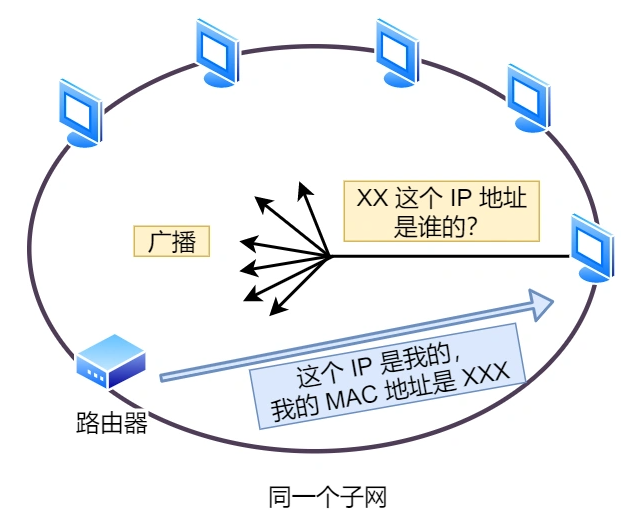 XX 这个 IP 地址
是谁的？
广播
这个 IP 是我的，
我的 MAC 地址是 XXX
路由器
同一个子网